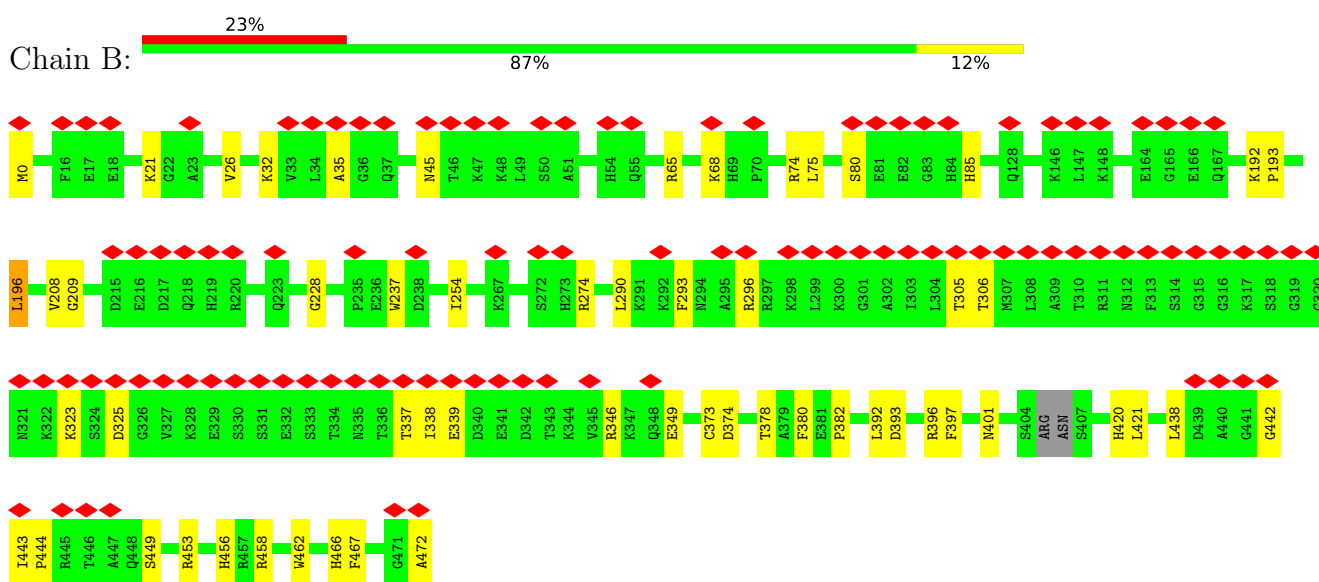 23%
Chain B:
87% 12%
M0 F16 E17 E18 K21 G22 A23 V26 K32 V33 L34 A35 G36 Q37 N45 T46 K47 K48 L49 S50 A51 H54 Q55 R65 K68 H69 P70 R74 L75 S80 E81 E82 G83 H84 H85 Q128 K146 L147 K148 E164 G165 E166 Q167 K192 P193
L196 V208 G209 D215 E216 D217 Q218 H219 R220 Q223 G228 P235 E236 W237 D238 I254 K267 S272 H273 R274 L290 K291 K292 F293 N294 A295 R296 R297 K298 L299 K300 G301 A302 I303 L304 T305 T306 M307 L308 A309 T310 R311 N312 F313 S314 G315 G316 K317 S318 G319
N321 K322 K323 S324 D325 G326 V327 K328 E329 S330 S331 E332 S333 T334 N335 T336 T337 I338 E339 D340 E341 D342 T343 K344 V345 R346 K347 Q348 E349 C373 D374 T378 A379 F380 E381 P382 L392 D393 R396 F397 N401 S404 ARG ASN S407 H420 L421 L438 D439 A440 G441 G442
I443 P444 R445 T446 A447 Q448 S449 R453 H456 R457 R458 W462 H466 F467 G471 A472